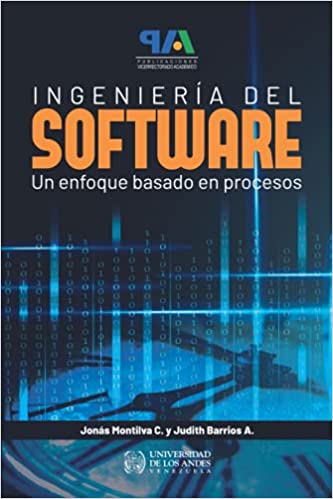 PVA
PUBLICACIONES
VICERRECTORADO ACADÉMICO
INGENIERÍA DEL
SOFTWARE
Un enfoque basado en procesos
Jonás Montilva C. y Judith Barrios A.
UNIVERSIDAD
DE LOS ANDES
VENEZUELA